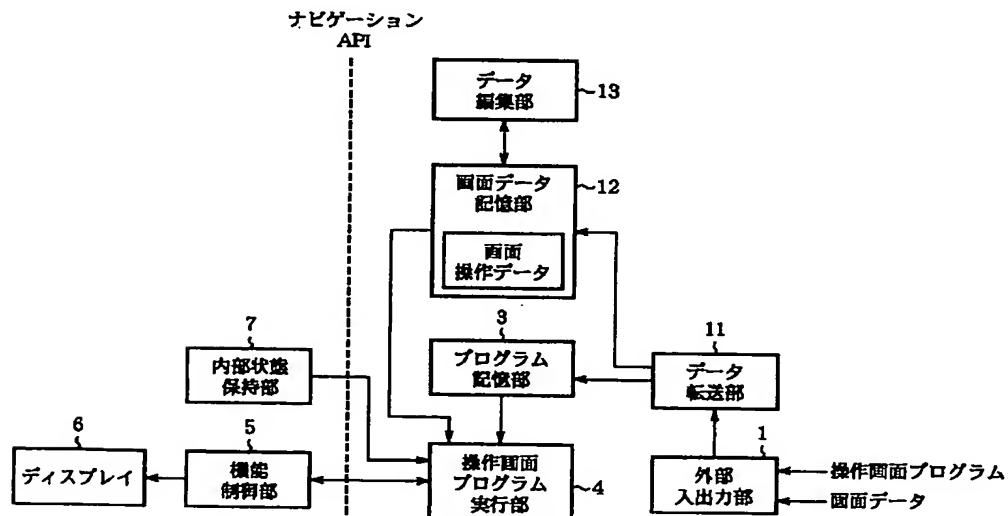 ナビゲーション
API
データ
編集部
~13
画面データ
記憶部
~12
画面
操作データ
7
内部状態
保持部
3
プログラム
記憶部
11
データ
転送部
6
ディスプレイ
5
機能
制御部
操作画面
プログラム
実行部
~4
1
外部
入出力部
操作画面プログラム
画面データ